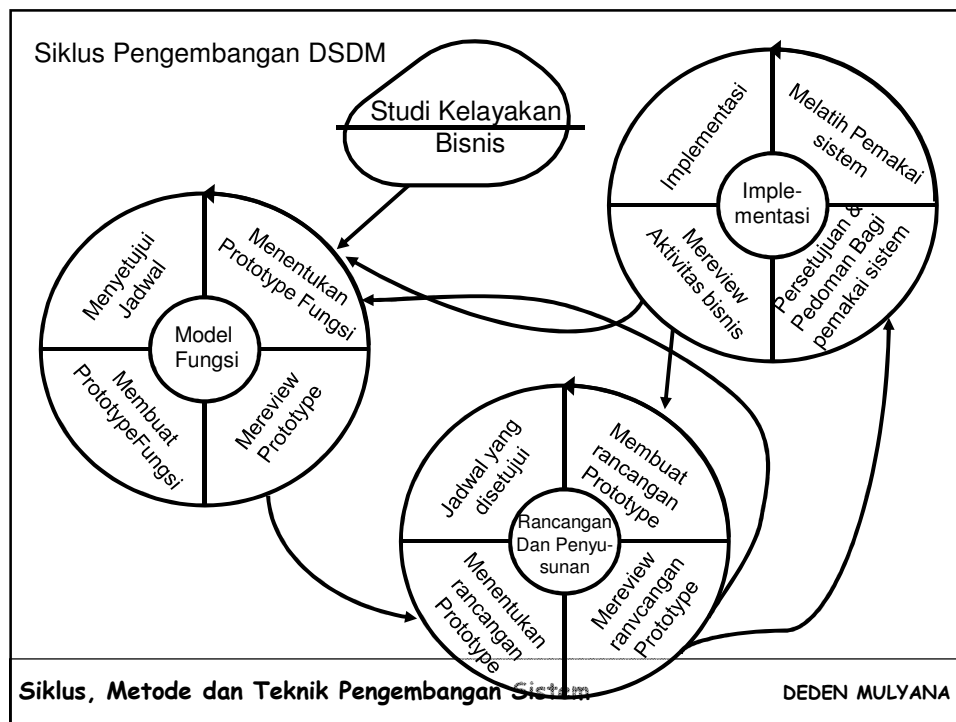 Siklus Pengembangan DSDM
Studi Kelayakan
Bisnis
Implementasi
Melatih Pemakai
sistem
Imple-
mentasi
Mereview
Aktivitas bisnis
Persetujuan &
Pedoman Bagi
pemakai sistem
Menyetujui
Jadwal
Menentukan
Prototype Fungsi
Model
Fungsi
Membuat
PrototypeFungsi
Mereview
Prototype
Jadwal yang
disetujui
Membuat
rancangan
Prototype
Rancangan
Dan Penyu-
sunan
Menentukan
rancangan
Prototype
Mereview
ranvcangan
Prototype
Siklus, Metode dan Teknik Pengembangan Sistem
DEDEN MULYANA